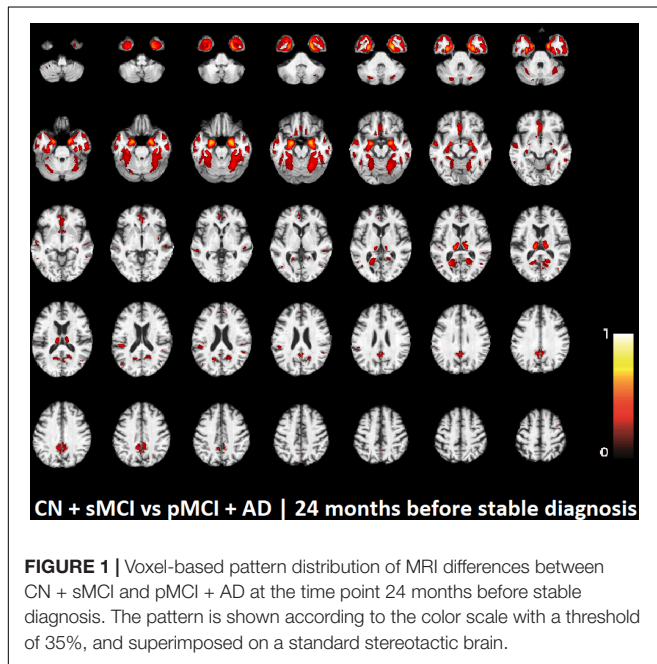 1
0
CN + sMCI vs pMCI + AD | 24 months before stable diagnosis
FIGURE 1 | Voxel-based pattern distribution of MRI differences between
CN + sMCI and pMCI + AD at the time point 24 months before stable
diagnosis. The pattern is shown according to the color scale with a threshold
of 35%, and superimposed on a standard stereotactic brain.